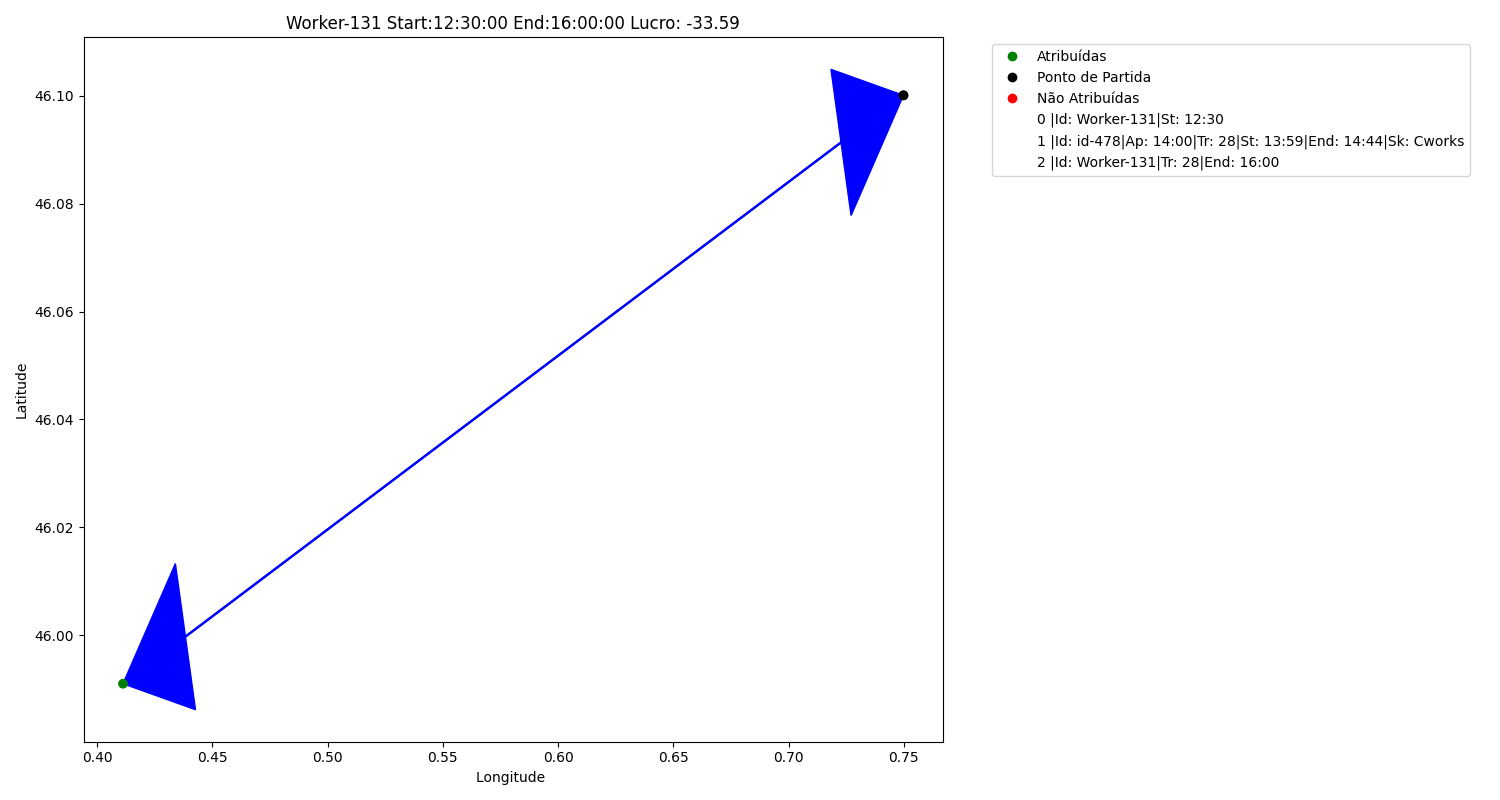 Worker-131 Start:12:30:00 End:16:00:00 Lucro: -33.59
Atribuídas
Ponto de Partida
Não Atribuídas
0 |Id: Worker-131|St: 12:30
1 |Id: id-478|Ap: 14:00|Tr: 28|St: 13:59|End: 14:44|Sk: Cworks
2 |Id: Worker-131|Tr: 28|End: 16:00
Latitude
46.10
46.08
46.06
46.04
46.02
46.00
0.40 0.45 0.50 0.55 0.60 0.65 0.70 0.75
Longitude